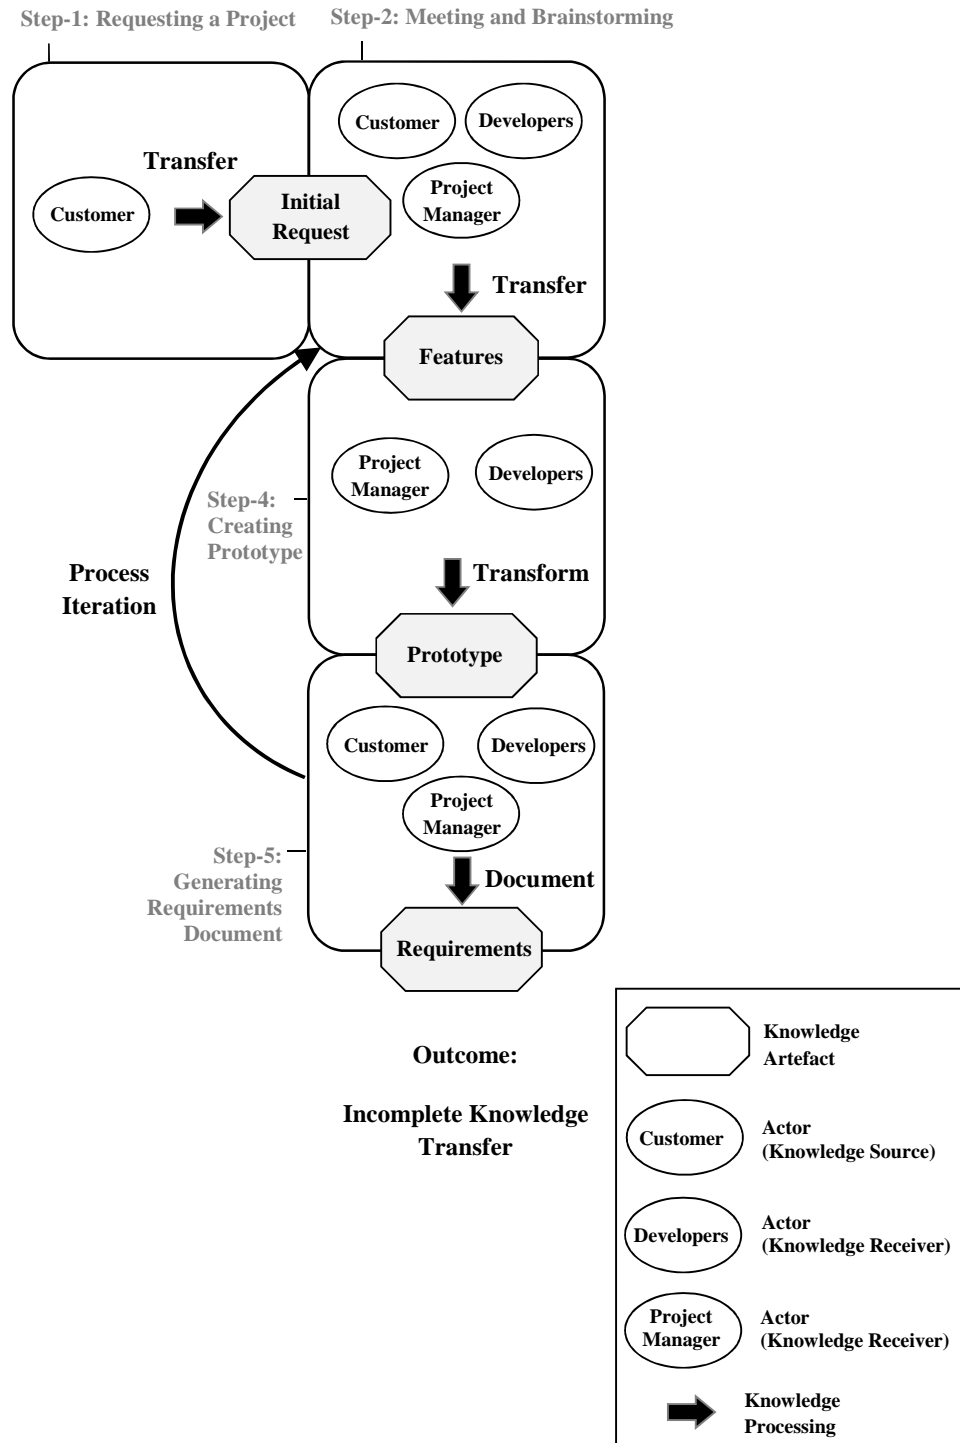 Step-1: Requesting a Project
Step-2: Meeting and Brainstorming
Customer
Transfer
Initial
Request
Customer
Developers
Project
Manager
Transfer
Features
Project
Manager
Developers
Step-4:
Creating
Prototype
Transform
Process
Iteration
Prototype
Customer
Developers
Project
Manager
Step-5:
Generating
Requirements
Document
Document
Requirements
Outcome:
Incomplete Knowledge
Transfer
Knowledge
Artefact
Customer
Actor
(Knowledge Source)
Developers
Actor
(Knowledge Receiver)
Project
Manager
Actor
(Knowledge Receiver)
Knowledge
Processing